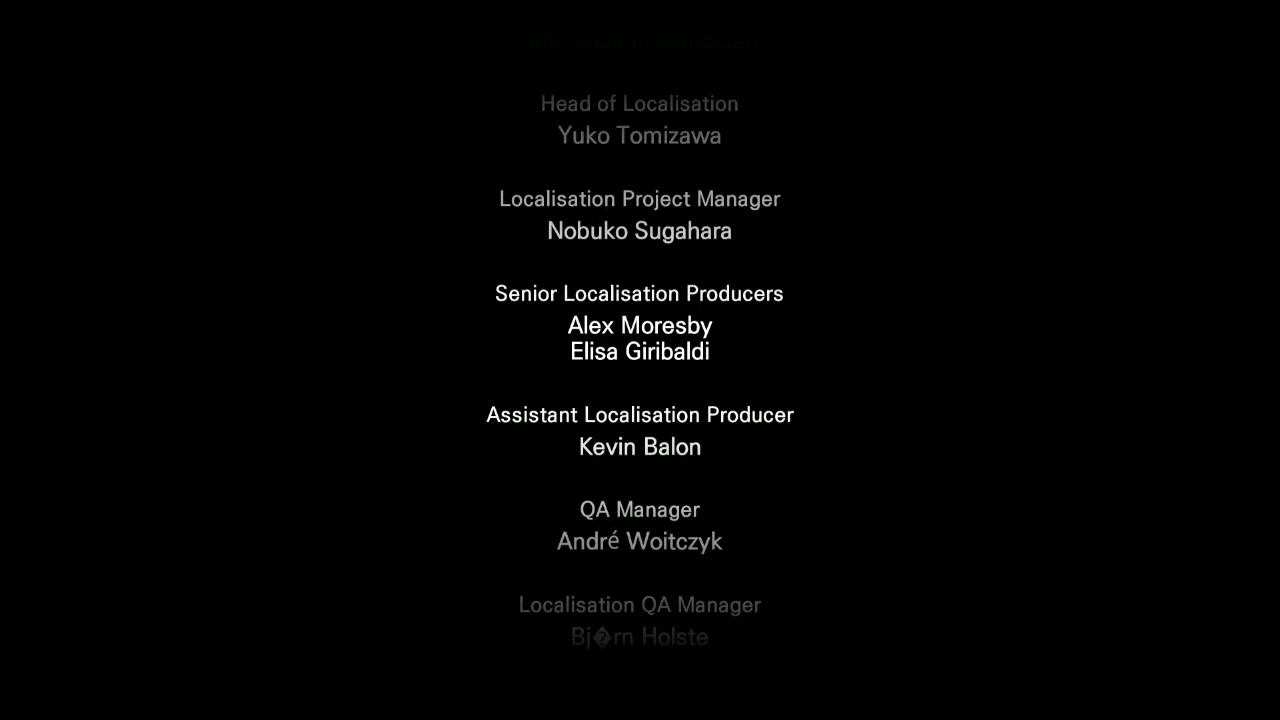 Head of Localisation
Yuko Tomizawa
Localisation Project Manager
Nobuko Sugahara
Senior Localisation Producers
Alex Moresby
Elisa Giribaldi
Assistant Localisation Producer
Kevin Balon
QA Manager
André Woitczyk
Localisation QA Manager
Bj�rn Holste